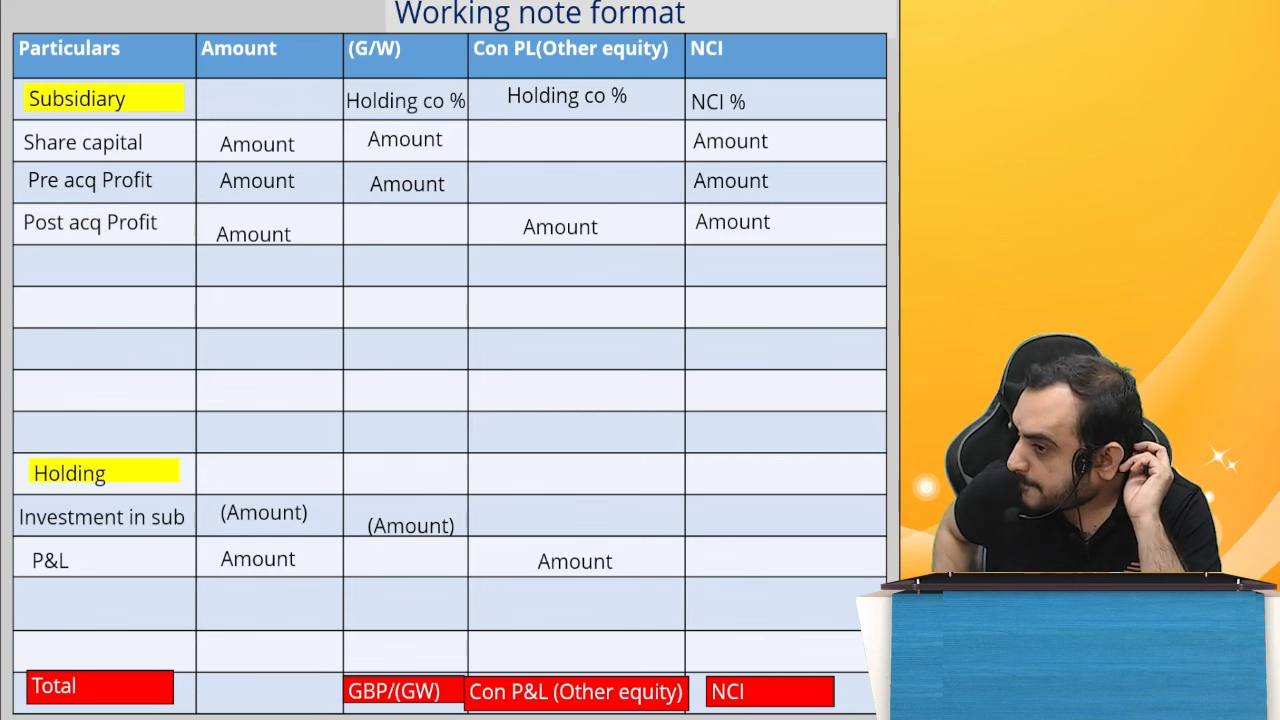 Working note format
Particulars Amount (G/W) Con PL(Other equity) NCI
Subsidiary Holding co % Holding co % NCI %
Share capital Amount Amount Amount
Pre acq Profit Amount Amount Amount
Post acq Profit Amount Amount Amount
Holding
Investment in sub (Amount) (Amount)
P&L Amount Amount
Total GBP/(GW) Con P&L (Other equity) NCI